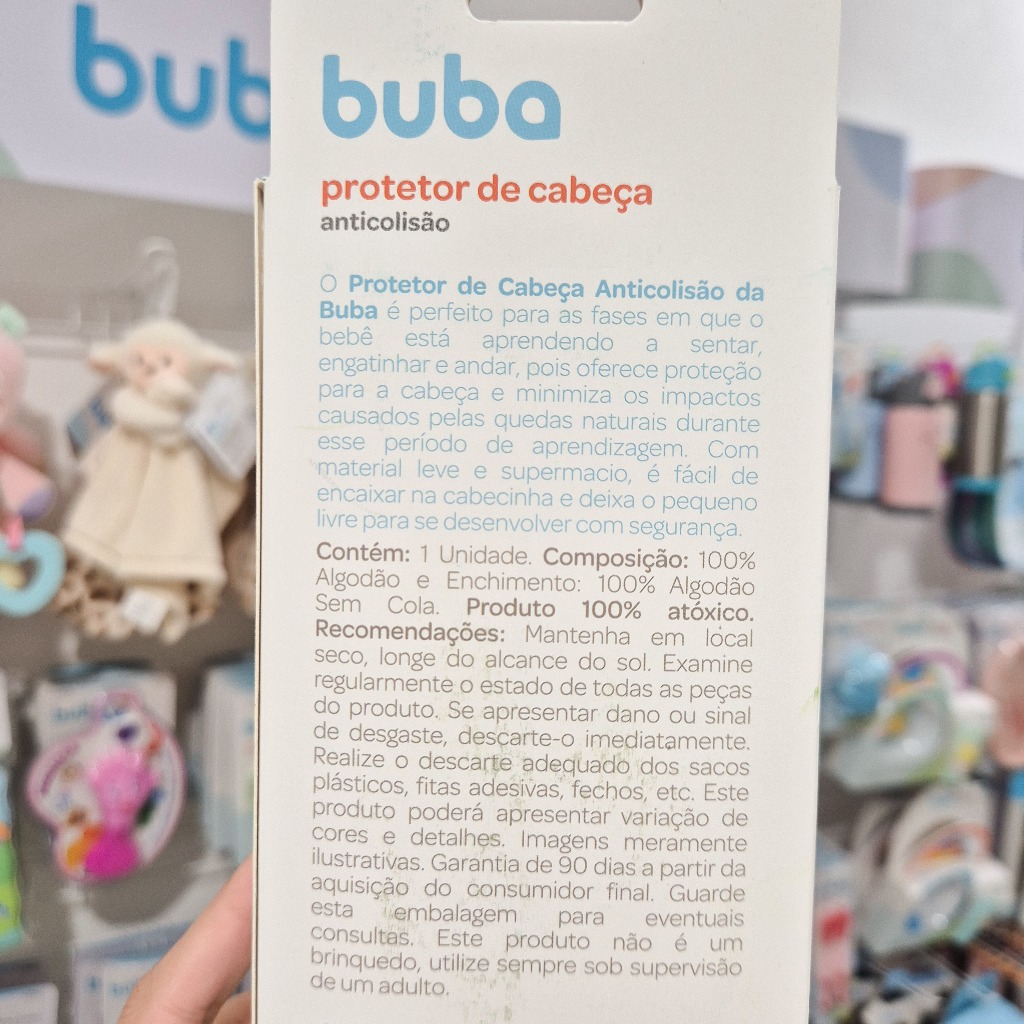 bub
buba
protetor de cabeça
anticolisão
O Protetor de Cabeça Anticolisão da
Buba é perfeito para as fases em que o
bebê está aprendendo a sentar,
engatinhar e andar, pois oferece proteção
para a cabeça e minimiza os impactos
causados pelas quedas naturais durante
esse período de aprendizagem. Com
material leve e supermacio, é fácil de
encaixar na cabecinha e deixa o pequeno
livre para se desenvolver com segurança.
Contém: 1 Unidade. Composição: 100%
Algodão e Enchimento: 100% Algodão
Sem Cola. Produto 100% atóxico.
Recomendações: Mantenha em local
seco, longe do alcance do sol. Examine
regularmente o estado de todas as peças
do produto. Se apresentar dano ou sinal
de desgaste, descarte-o imediatamente.
Realize o descarte adequado dos sacos
plásticos, fitas adesivas, fechos, etc. Este
produto poderá apresentar variação de
cores e detalhes. Imagens meramente
ilustrativas. Garantia de 90 dias a partir da
aquisição do consumidor final. Guarde
esta embalagem para eventuais
consultas. Este produto não é um
brinquedo, utilize sempre sob supervisão
de um adulto.